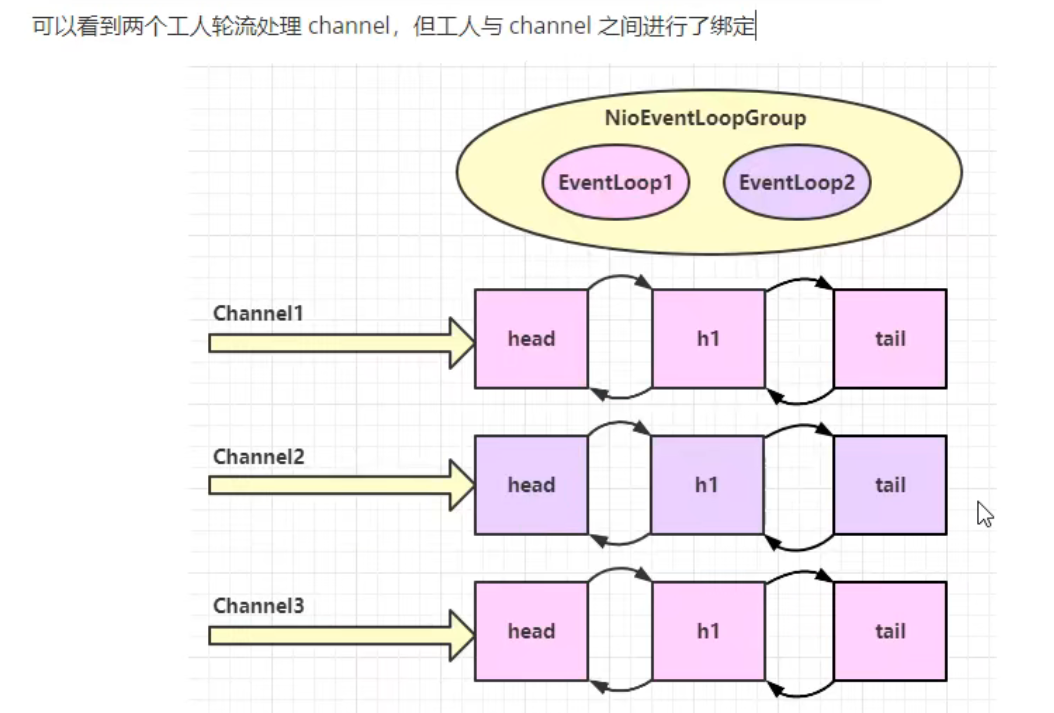 可以看到两个工人轮流处理 channel，但工人与 channel 之间进行了绑定
NioEventLoopGroup
EventLoop1 EventLoop2
Channel1
head h1 tail
Channel2
head h1 tail
Channel3
head h1 tail